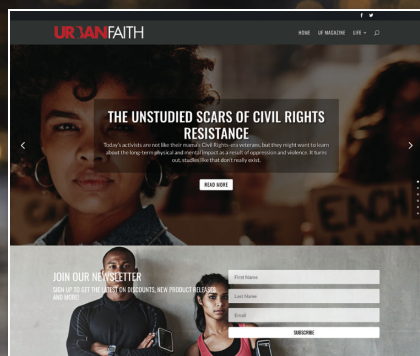 URBANFAITH
HOME UF MAGAZINE LIFE
THE UNSTUDIED SCARS OF CIVIL RIGHTS
RESISTANCE
Today's activists are not like their mama's Civil Rights-era veterans, but they might want to learn
about the long-term physical and mental impact as a result of oppression and violence. It turns
out, studies like that don't really exist.
READ MORE
EACH
JOIN OUR NEWSLETTER
SIGN UP TO GET THE LATEST ON DISCOUNTS, NEW PRODUCT RELEASES,
AND MORE!
First Name
Last Name
Email
SUBSCRIBE